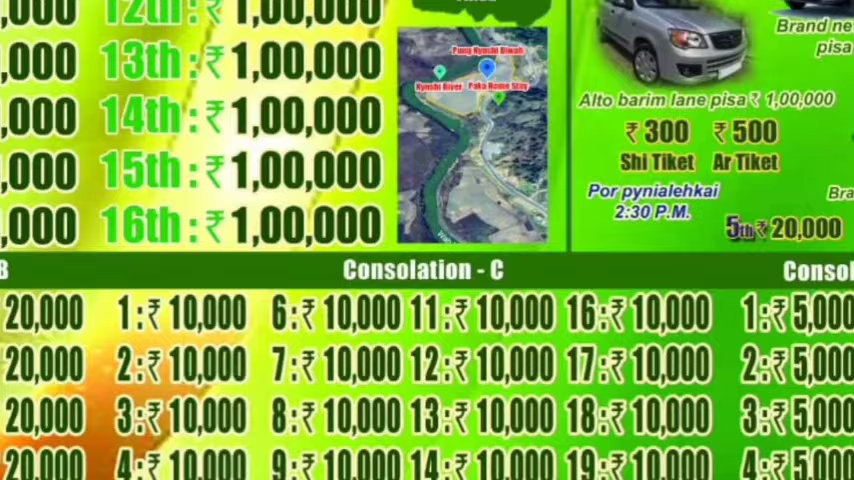 ,000 12th : ₹ 1,00,000
,000 13th : ₹ 1,00,000
,000 14th : ₹ 1,00,000
,000 15th : ₹ 1,00,000
,000 16th : ₹ 1,00,000
Pung Kynshi Diwah
Kynshi River
Paka Home Stay
Brand ne
pisa
Alto barim lane pisa ₹ 1,00,000
₹ 300 ₹ 500
Shi Tiket Ar Tiket
Por pynialehkai
2:30 P.M.
Bra
5th ₹ 20,000
B Consolation - C Consol
20,000 1 : ₹ 10,000 6 : ₹ 10,000 11 : ₹ 10,000 16 : ₹ 10,000 1 : ₹ 5,000
20,000 2 : ₹ 10,000 7 : ₹ 10,000 12 : ₹ 10,000 17 : ₹ 10,000 2 : ₹ 5,000
20,000 3 : ₹ 10,000 8 : ₹ 10,000 13 : ₹ 10,000 18 : ₹ 10,000 3 : ₹ 5,000
20,000 4 : ₹ 10,000 9 : ₹ 10,000 14 : ₹ 10,000 19 : ₹ 10,000 4 : ₹ 5,000